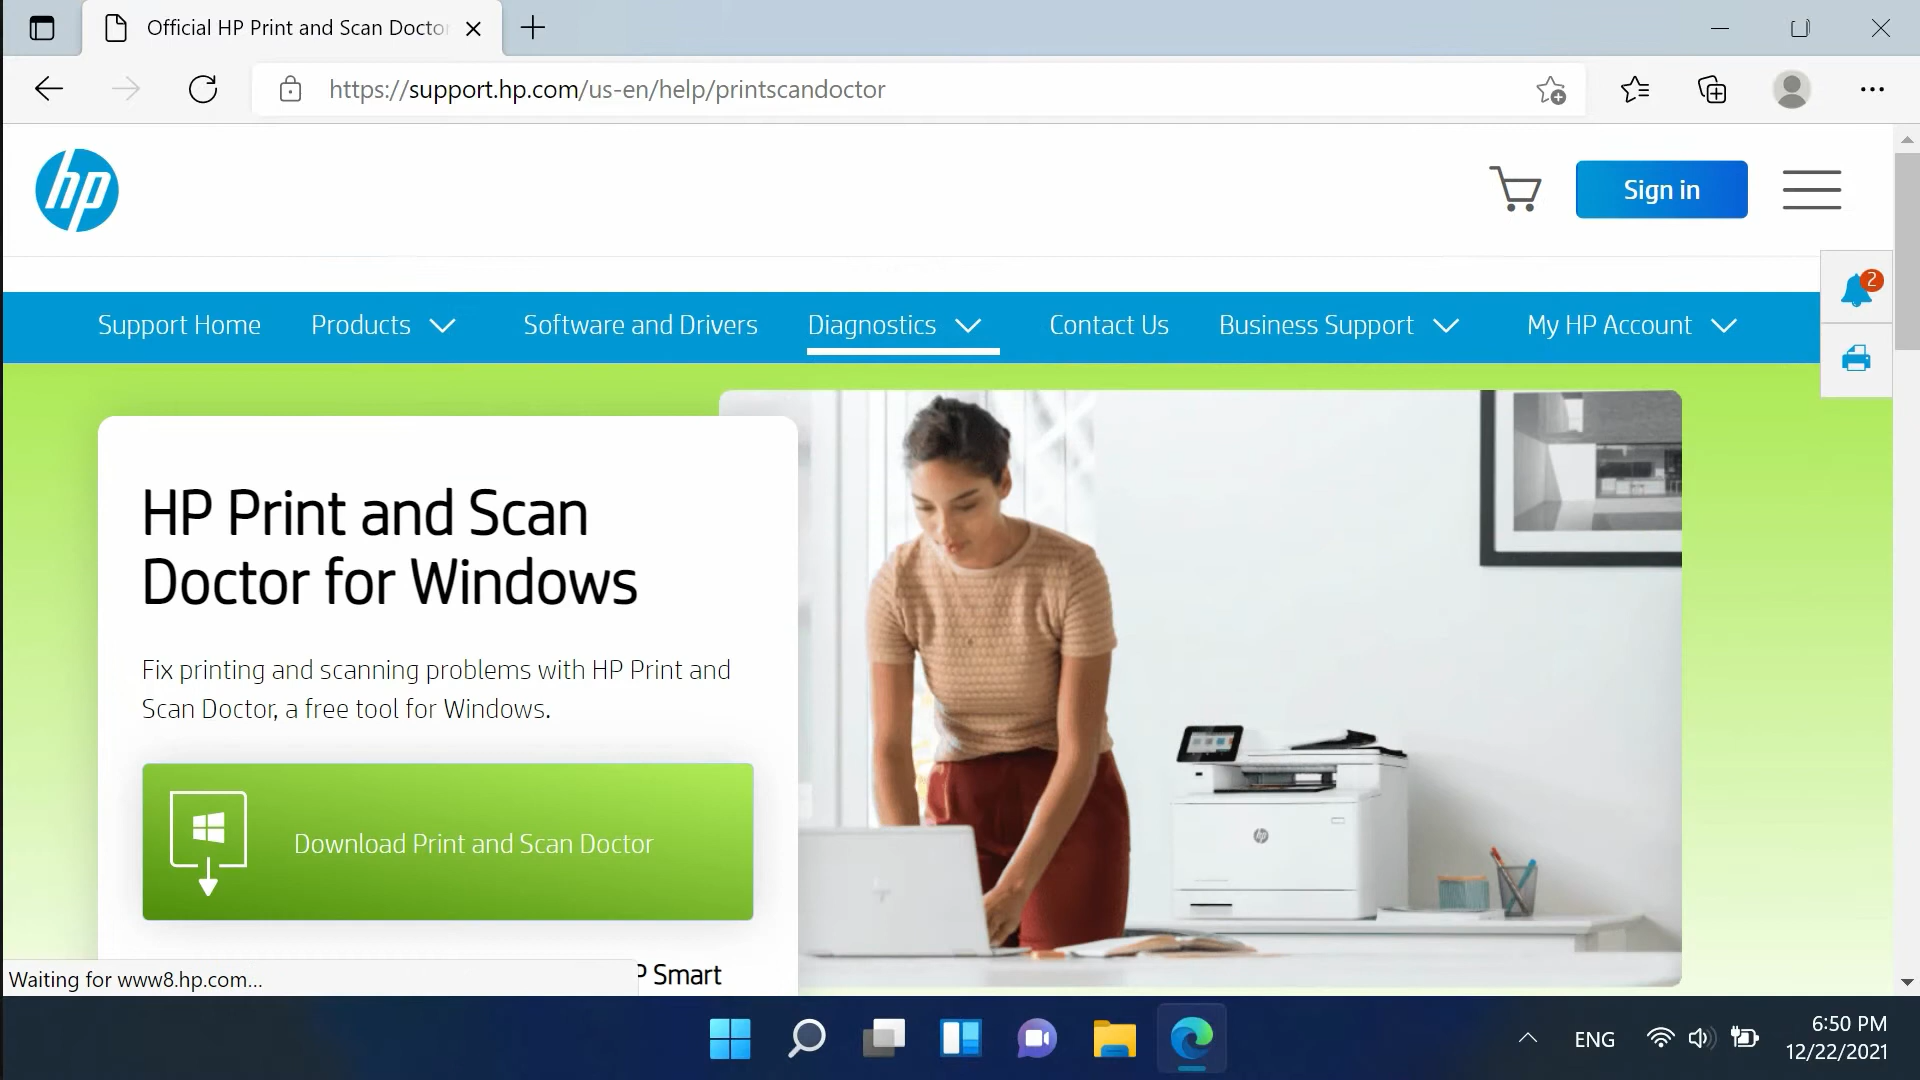 Official HP Print and Scan Docto
https://support.hp.com/us-en/help/printscandoctor
hp
Sign in
2
Support Home Products Software and Drivers Diagnostics Contact Us Business Support My HP Account
HP Print and Scan
Doctor for Windows
Fix printing and scanning problems with HP Print and
Scan Doctor, a free tool for Windows.
Download Print and Scan Doctor
Smart
Waiting for www8.hp.com...
ENG
6:50 PM
12/22/2021